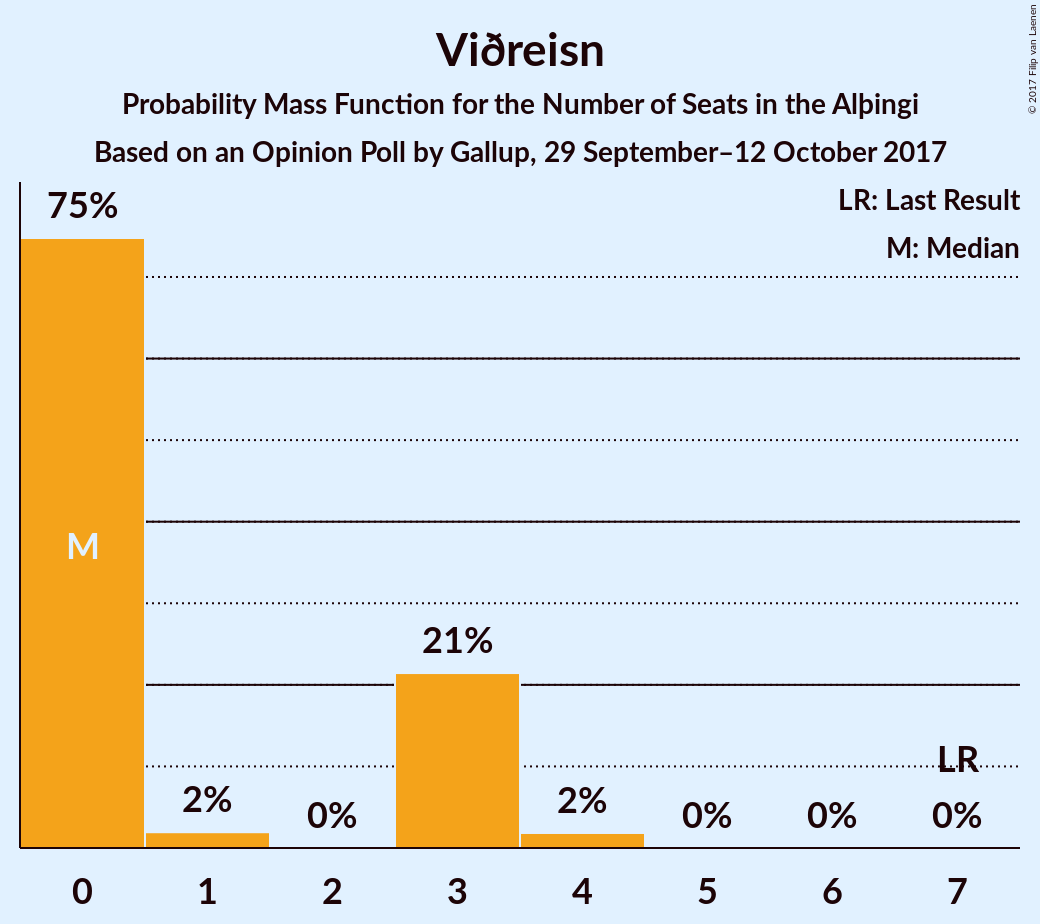 Viðreisn
Probability Mass Function for the Number of Seats in the Alþingi
Based on an Opinion Poll by Gallup, 29 September–12 October 2017
© 2017 Filip van Laenen
LR: Last Result
M: Median
75%
M
2%
0%
21%
2%
0%
0%
LR
0%
0 1 2 3 4 5 6 7